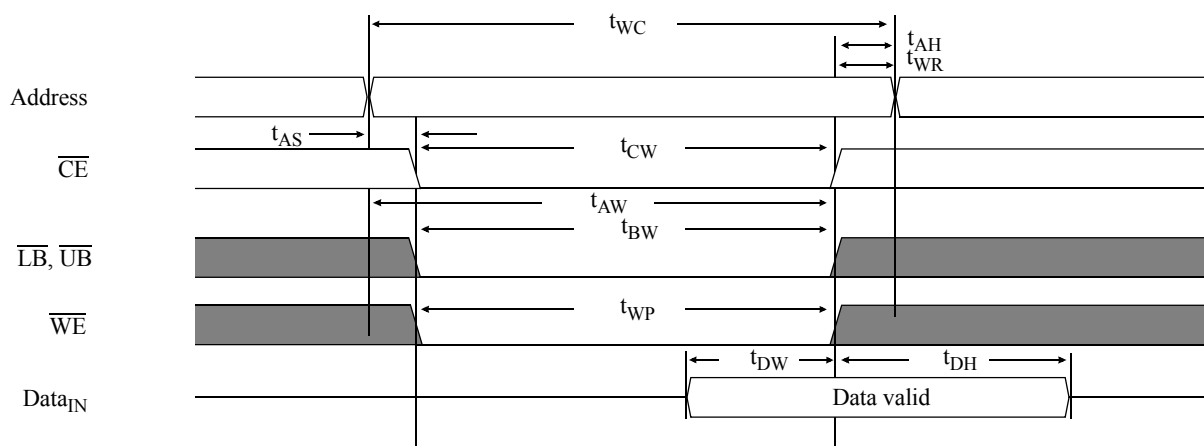 tWC
tAH
tWR
Address
tAS
tCW
CE
tAW
tBW
LB, UB
tWP
WE
tDW
tDH
DataIN
Data valid